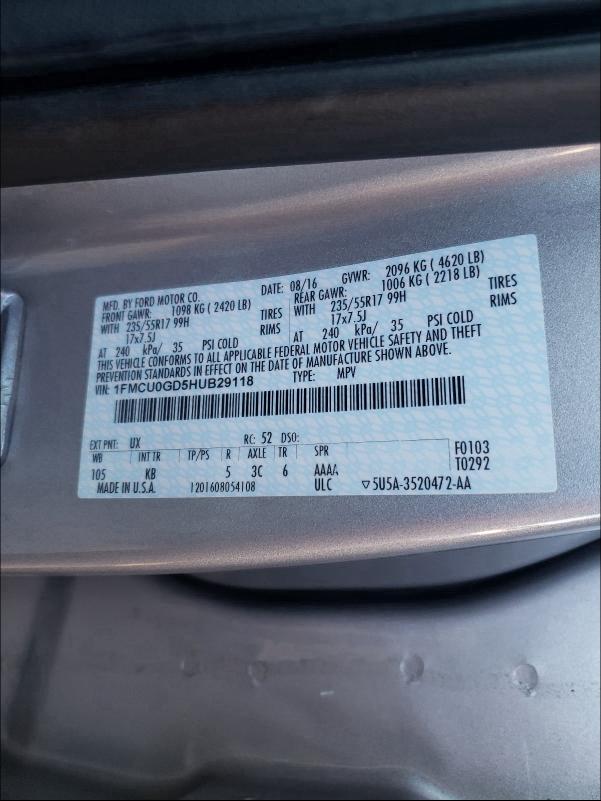 MFD. BY FORD MOTOR CO. DATE: 08/16 GVWR: 2096 KG ( 4620 LB)
FRONT GAWR: 1098 KG ( 2420 LB) REAR GAWR: 1006 KG ( 2218 LB)
WITH 235/55R17 99H TIRES WITH 235/55R17 99H TIRES
17x7.5J RIMS 17x7.5J RIMS
AT 240 kPa/ 35 PSI COLD AT 240 kPa/ 35 PSI COLD
THIS VEHICLE CONFORMS TO ALL APPLICABLE FEDERAL MOTOR VEHICLE SAFETY AND THEFT
PREVENTION STANDARDS IN EFFECT ON THE DATE OF MANUFACTURE SHOWN ABOVE.
VIN: 1FMCU0GD5HUB29118 TYPE: MPV
EXT PNT: UX RC: 52 DSO:
WB INT TR TP/PS R AXLE TR SPR F0103
105 KB 5 3C 6 AAAA T0292
MADE IN U.S.A. 1201608054108 ULC ▽5U5A-3520472-AA